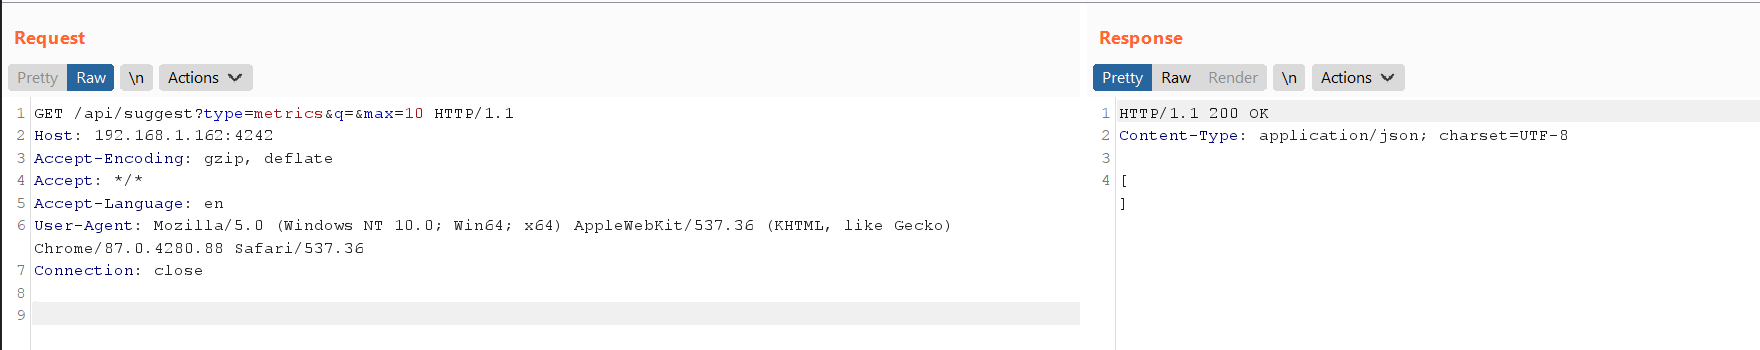 Request
Pretty Raw \n Actions
1 GET /api/suggest?type=metrics&q=&max=10 HTTP/1.1
2 Host: 192.168.1.162:4242
3 Accept-Encoding: gzip, deflate
4 Accept: */*
5 Accept-Language: en
6 User-Agent: Mozilla/5.0 (Windows NT 10.0; Win64; x64) AppleWebKit/537.36 (KHTML, like Gecko)
Chrome/87.0.4280.88 Safari/537.36
7 Connection: close
8
9
Response
Pretty Raw Render \n Actions
1 HTTP/1.1 200 OK
2 Content-Type: application/json; charset=UTF-8
3
4 [
]